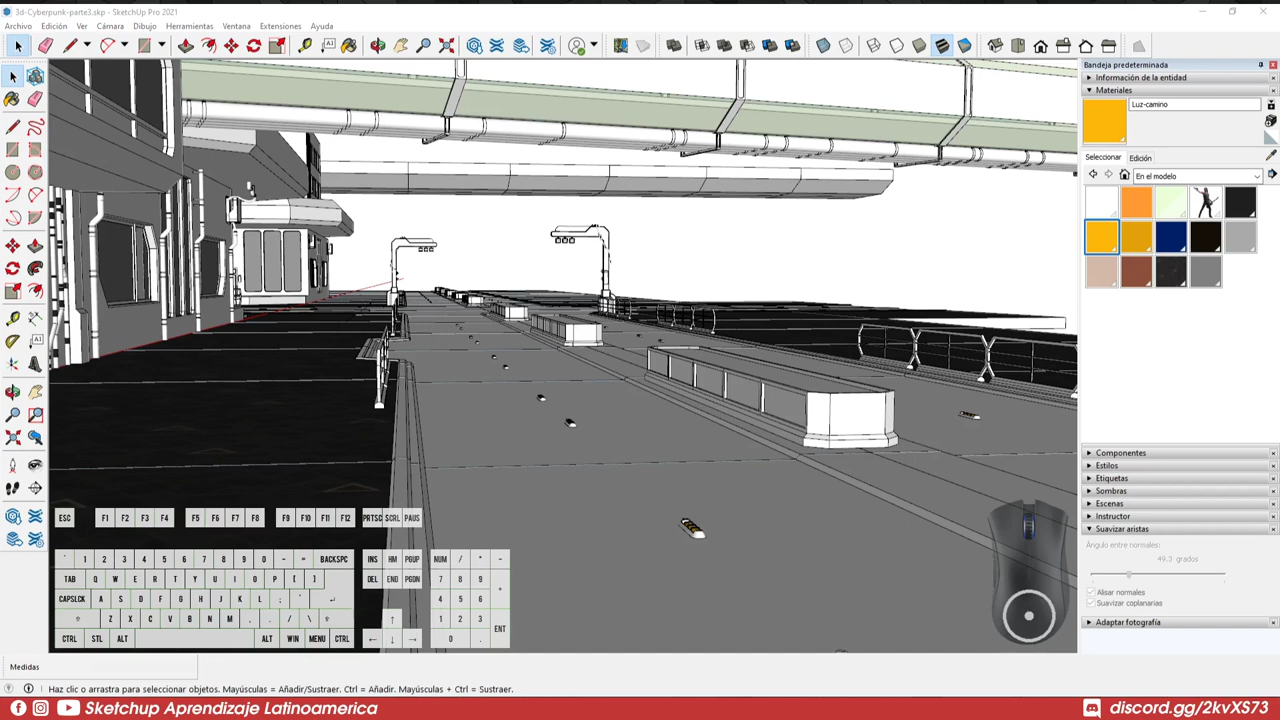 3d-Cyberpunk-parte3.skp - SketchUp Pro 2021
Archivo Edición Ver Cámara Dibujo Herramientas Ventana Extensiones Ayuda
Bandeja predeterminada
Información de la entidad
Materiales
Luz-camino
Seleccionar Edición
En el modelo
Componentes
Estilos
Etiquetas
Sombras
Escenas
Instructor
Suavizar aristas
Ángulo entre normales:
49.3 grados
Alisar normales
Suavizar coplanarias
Adaptar fotografía
ESC F1 F2 F3 F4 F5 F6 F7 F8 F9 F10 F11 F12 PRTSC SCRL PAUS
` 1 2 3 4 5 6 7 8 9 0 - = BACKSPC INS HM PGUP NUM / * -
TAB Q W E R T Y U I O P [ ] DEL END PGDN 7 8 9 +
CAPSLCK A S D F G H J K L ; ' ↵ 4 5 6
⇧ Z X C V B N M , . / \ ⇧ ↑ 1 2 3 ENT
CTRL STL ALT ALT WIN MENU CTRL ← ↓ → 0 .
Medidas
Haz clic o arrastra para seleccionar objetos. Mayúsculas = Añadir/Sustraer. Ctrl = Añadir. Mayúsculas + Ctrl = Sustraer.
Sketchup Aprendizaje Latinoamerica
discord.gg/2kvXS73